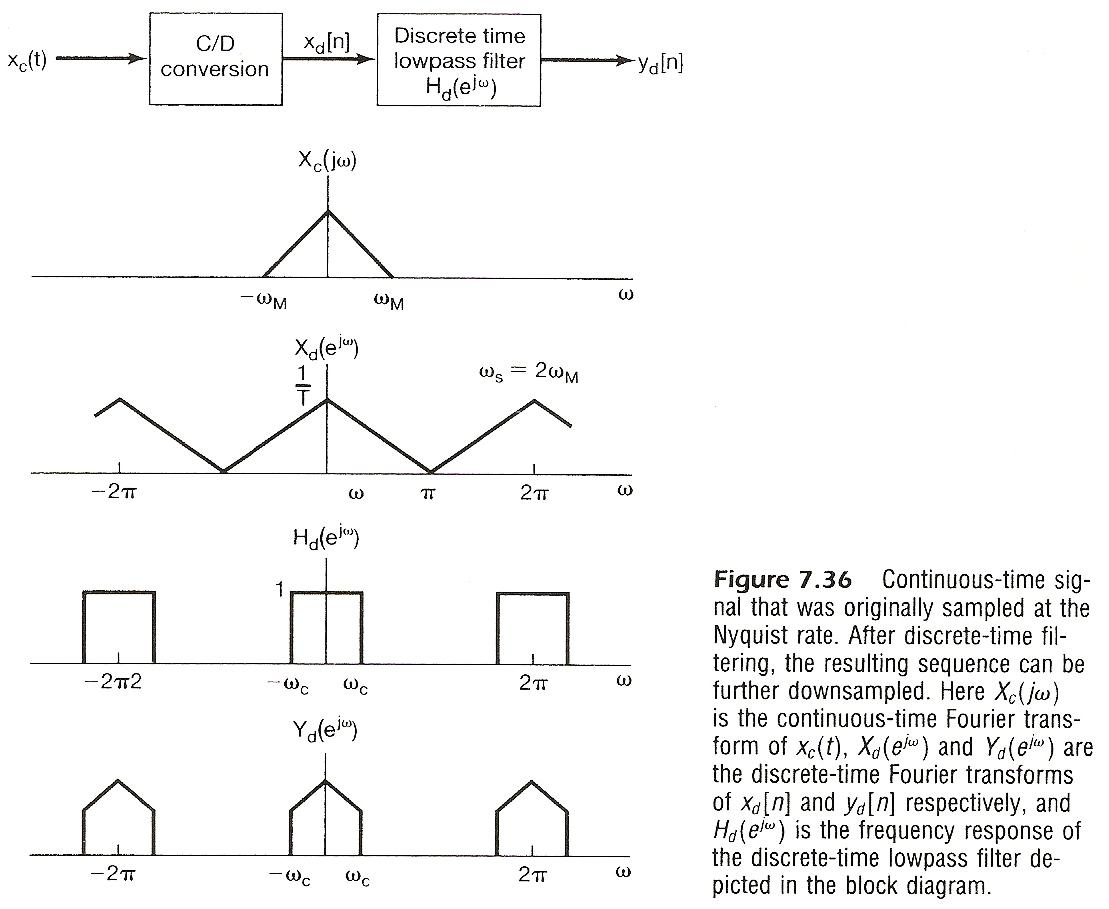 x_c(t)
C/D
conversion
x_d[n]
Discrete time
lowpass filter
H_d(e^jω)
y_d[n]
X_c(jω)
−ω_M
ω_M
ω
X_d(e^jω)
1/T
ω_s = 2ω_M
−2π
ω
π
2π
ω
H_d(e^jω)
1
−2π2
−ω_c
ω_c
2π
ω
Y_d(e^jω)
−2π
−ω_c
ω_c
2π
ω
Figure 7.36 Continuous-time sig-
nal that was originally sampled at the
Nyquist rate. After discrete-time fil-
tering, the resulting sequence can be
further downsampled. Here X_c(jω)
is the continuous-time Fourier trans-
form of x_c(t), X_d(e^jω) and Y_d(e^jω) are
the discrete-time Fourier transforms
of x_d[n] and y_d[n] respectively, and
H_d(e^jω) is the frequency response of
the discrete-time lowpass filter de-
picted in the block diagram.